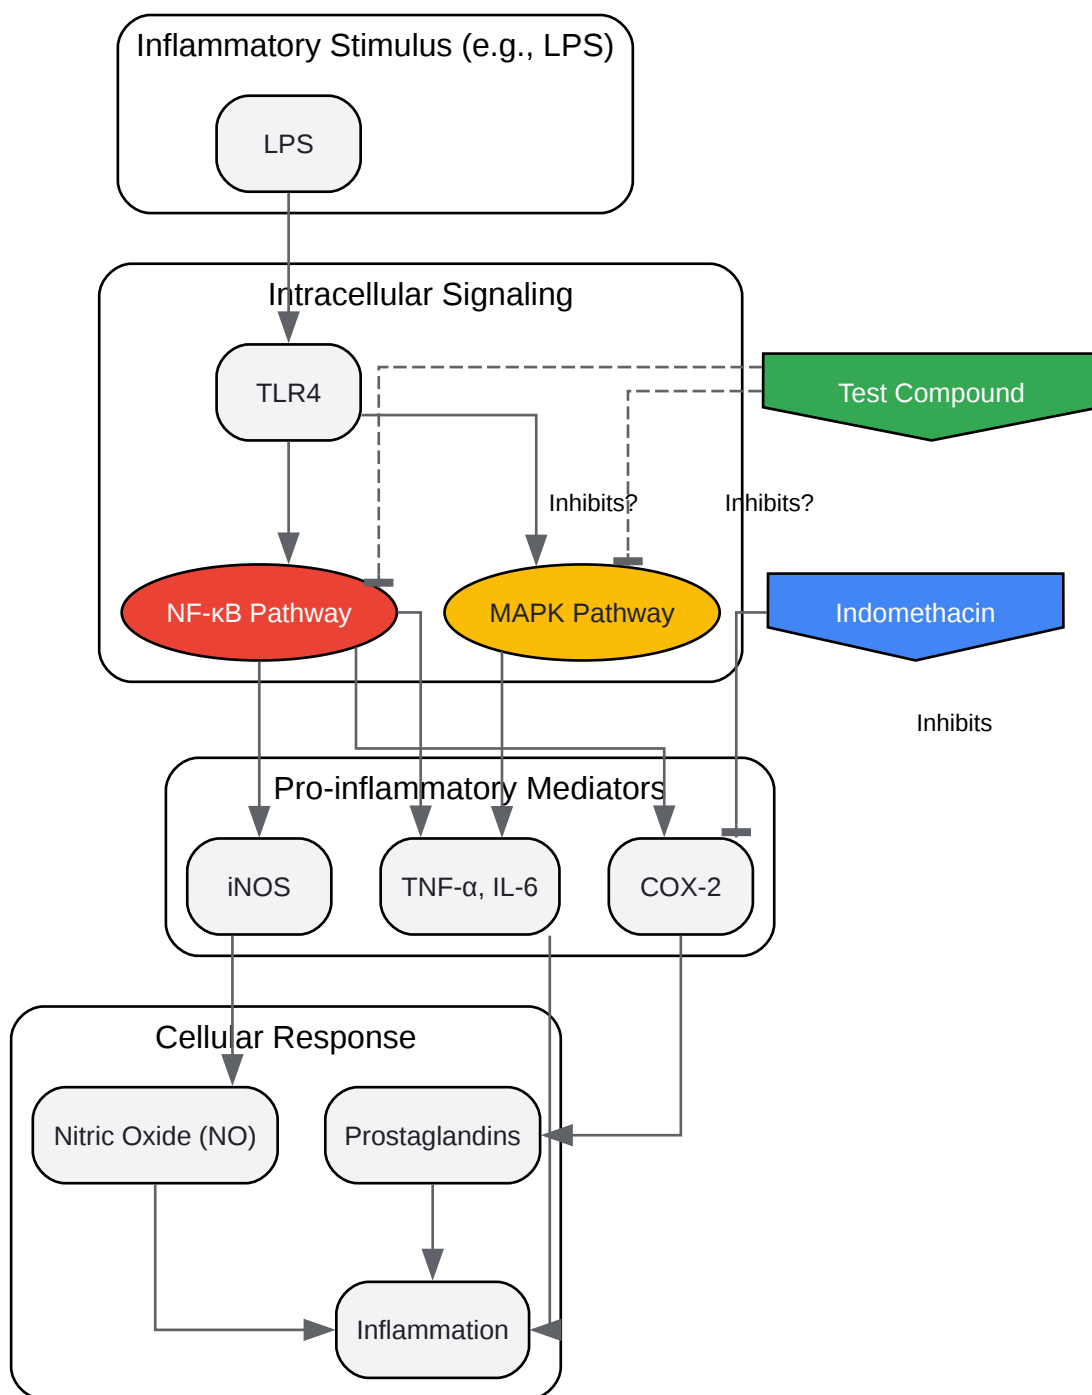 Inflammatory Stimulus (e.g., LPS)
LPS
Intracellular Signaling
TLR4
Test Compound
Inhibits?
Inhibits?
NF-κB Pathway
MAPK Pathway
Indomethacin
Inhibits
Pro-inflammatory Mediators
iNOS
TNF-α, IL-6
COX-2
Cellular Response
Nitric Oxide (NO)
Prostaglandins
Inflammation